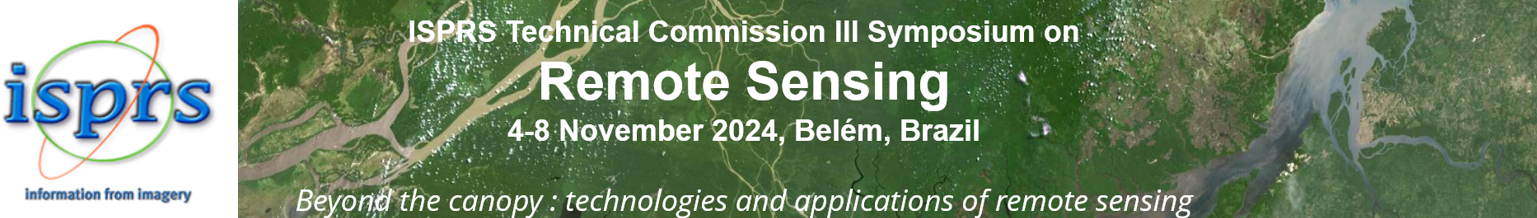 isprs
information from imagery
ISPRS Technical Commission III Symposium on
Remote Sensing
4-8 November 2024, Belém, Brazil
Beyond the canopy : technologies and applications of remote sensing